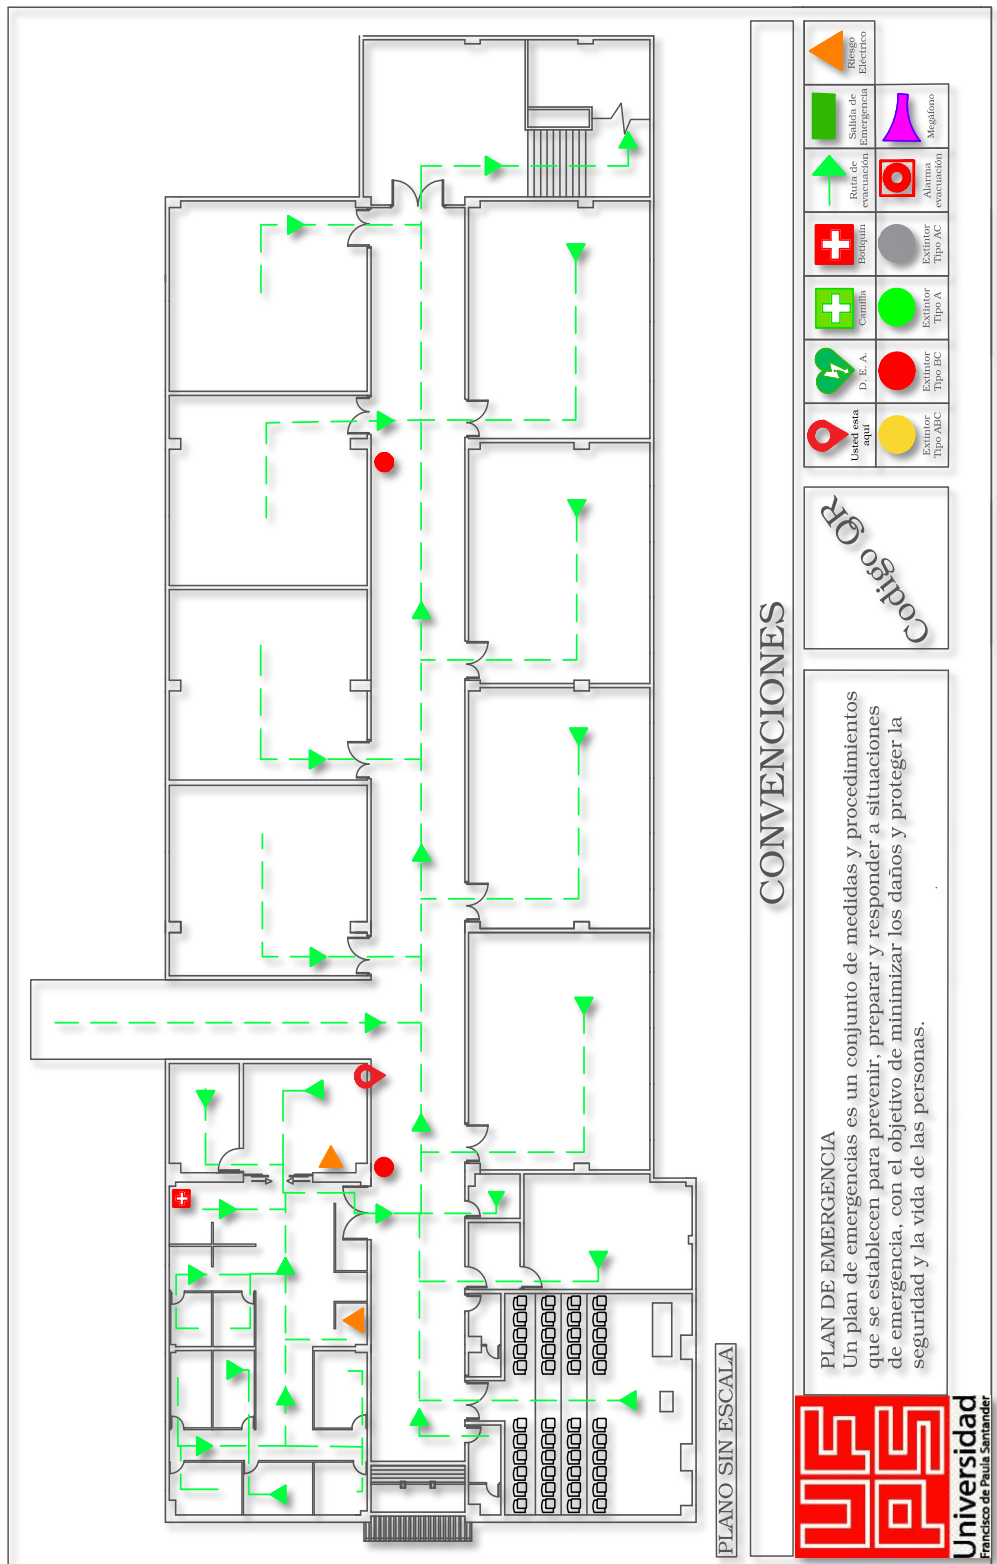 PLANO SIN ESCALA
CONVENCIONES
PLAN DE EMERGENCIA
Un plan de emergencias es un conjunto de medidas y procedimientos
que se establecen para prevenir, preparar y responder a situaciones
de emergencia, con el objetivo de minimizar los daños y proteger la
seguridad y la vida de las personas.
Codigo QR
Usted esta
aquí
D. E. A.
Camilla
Botiquín
Ruta de
evacuación
Salida de
Emergencia
Riesgo
Eléctrico
Extintor
Tipo ABC
Extintor
Tipo BC
Extintor
Tipo A
Extintor
Tipo AC
Alarma
evacuación
Megáfono
UFPS
Universidad
Francisco de Paula Santander